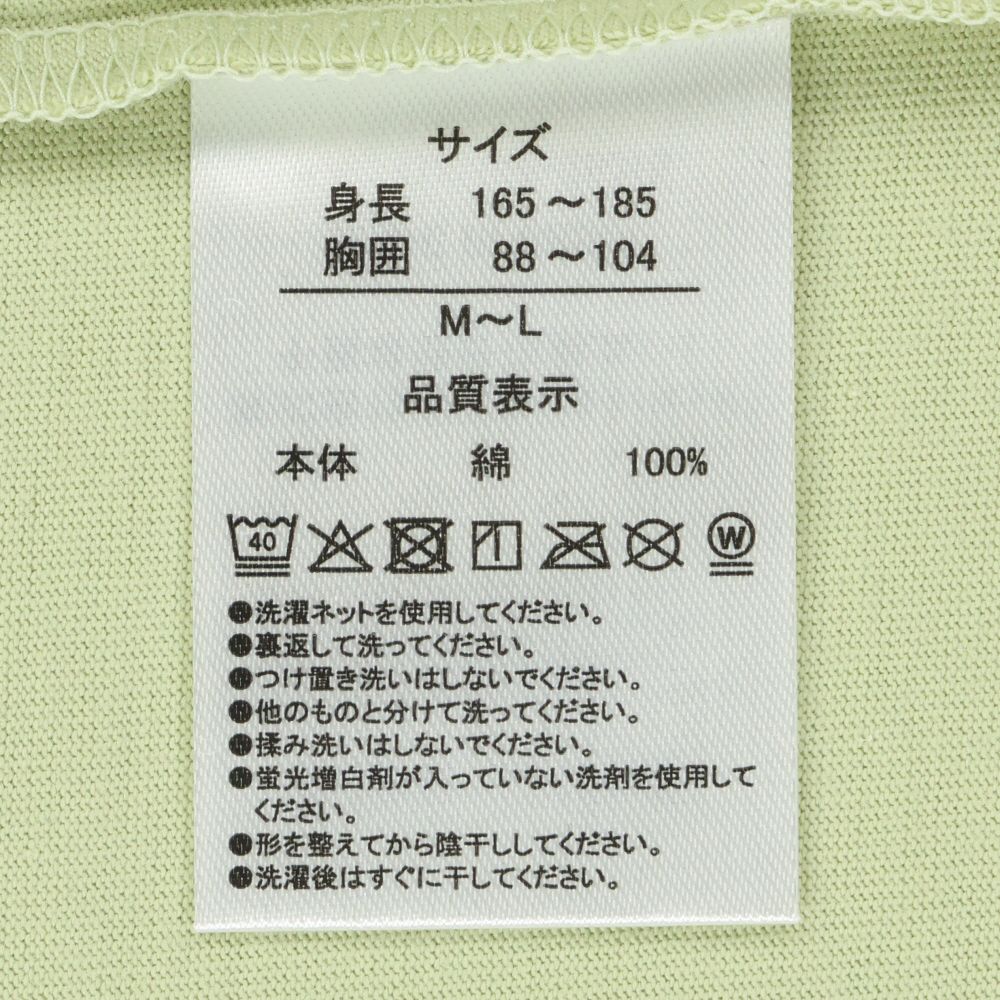 サイズ
身長 165～185
胸囲 88～104
M～L
品質表示
本体 綿 100%
40 W
●洗濯ネットを使用してください。
●裏返して洗ってください。
●つけ置き洗いはしないでください。
●他のものと分けて洗ってください。
●揉み洗いはしないでください。
●蛍光増白剤が入っていない洗剤を使用して
ください。
●形を整えてから陰干ししてください。
●洗濯後はすぐに干してください。